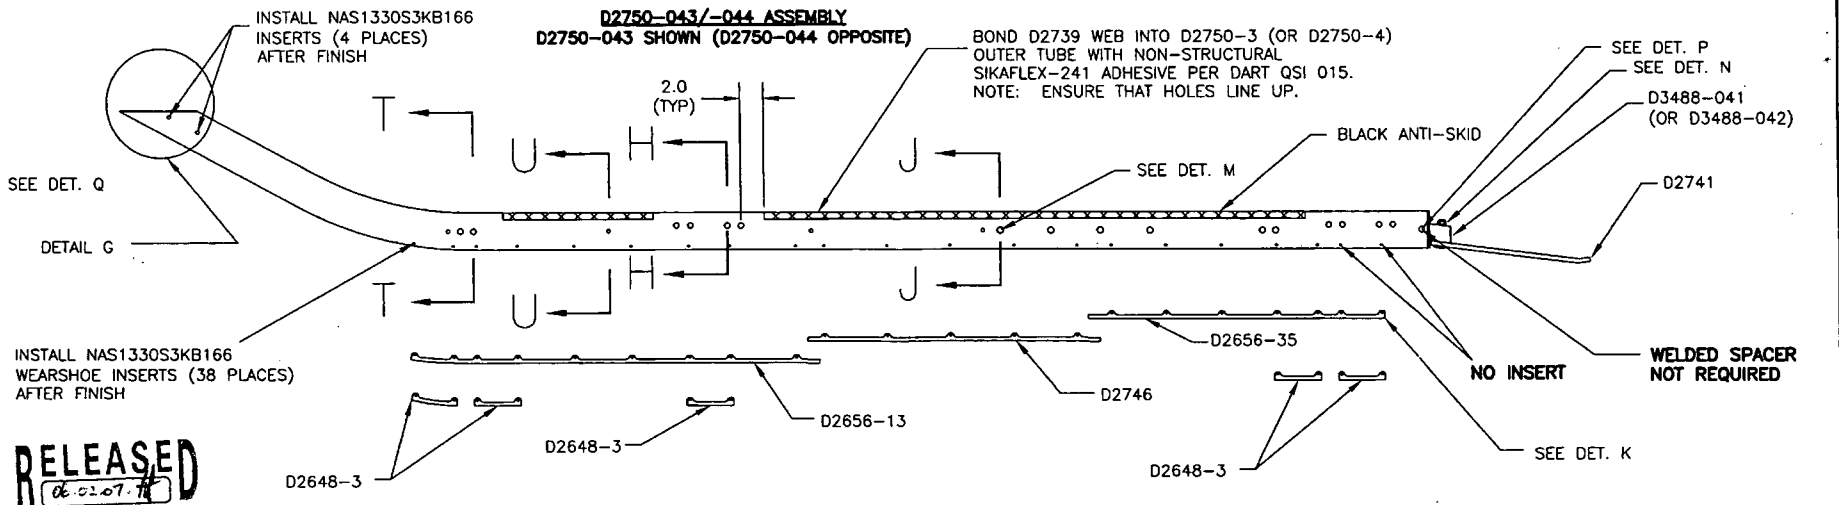 INSTALL NAS1330S3KB166
INSERTS (4 PLACES)
AFTER FINISH
D2750-043/-044 ASSEMBLY
D2750-043 SHOWN (D2750-044 OPPOSITE)
BOND D2739 WEB INTO D2750-3 (OR D2750-4)
OUTER TUBE WITH NON-STRUCTURAL
SIKAFLEX-241 ADHESIVE PER DART QSI 015.
NOTE: ENSURE THAT HOLES LINE UP.
SEE DET. P
SEE DET. N
D3488-041
(OR D3488-042)
2.0
(TYP)
T
U
H
J
BLACK ANTI-SKID
SEE DET. M
D2741
SEE DET. Q
DETAIL G
T
U
H
J
INSTALL NAS1330S3KB166
WEARSHOE INSERTS (38 PLACES)
AFTER FINISH
D2656-35
NO INSERT
WELDED SPACER
NOT REQUIRED
D2746
D2656-13
D2648-3
D2648-3
D2648-3
SEE DET. K
RELEASED
06.02.07